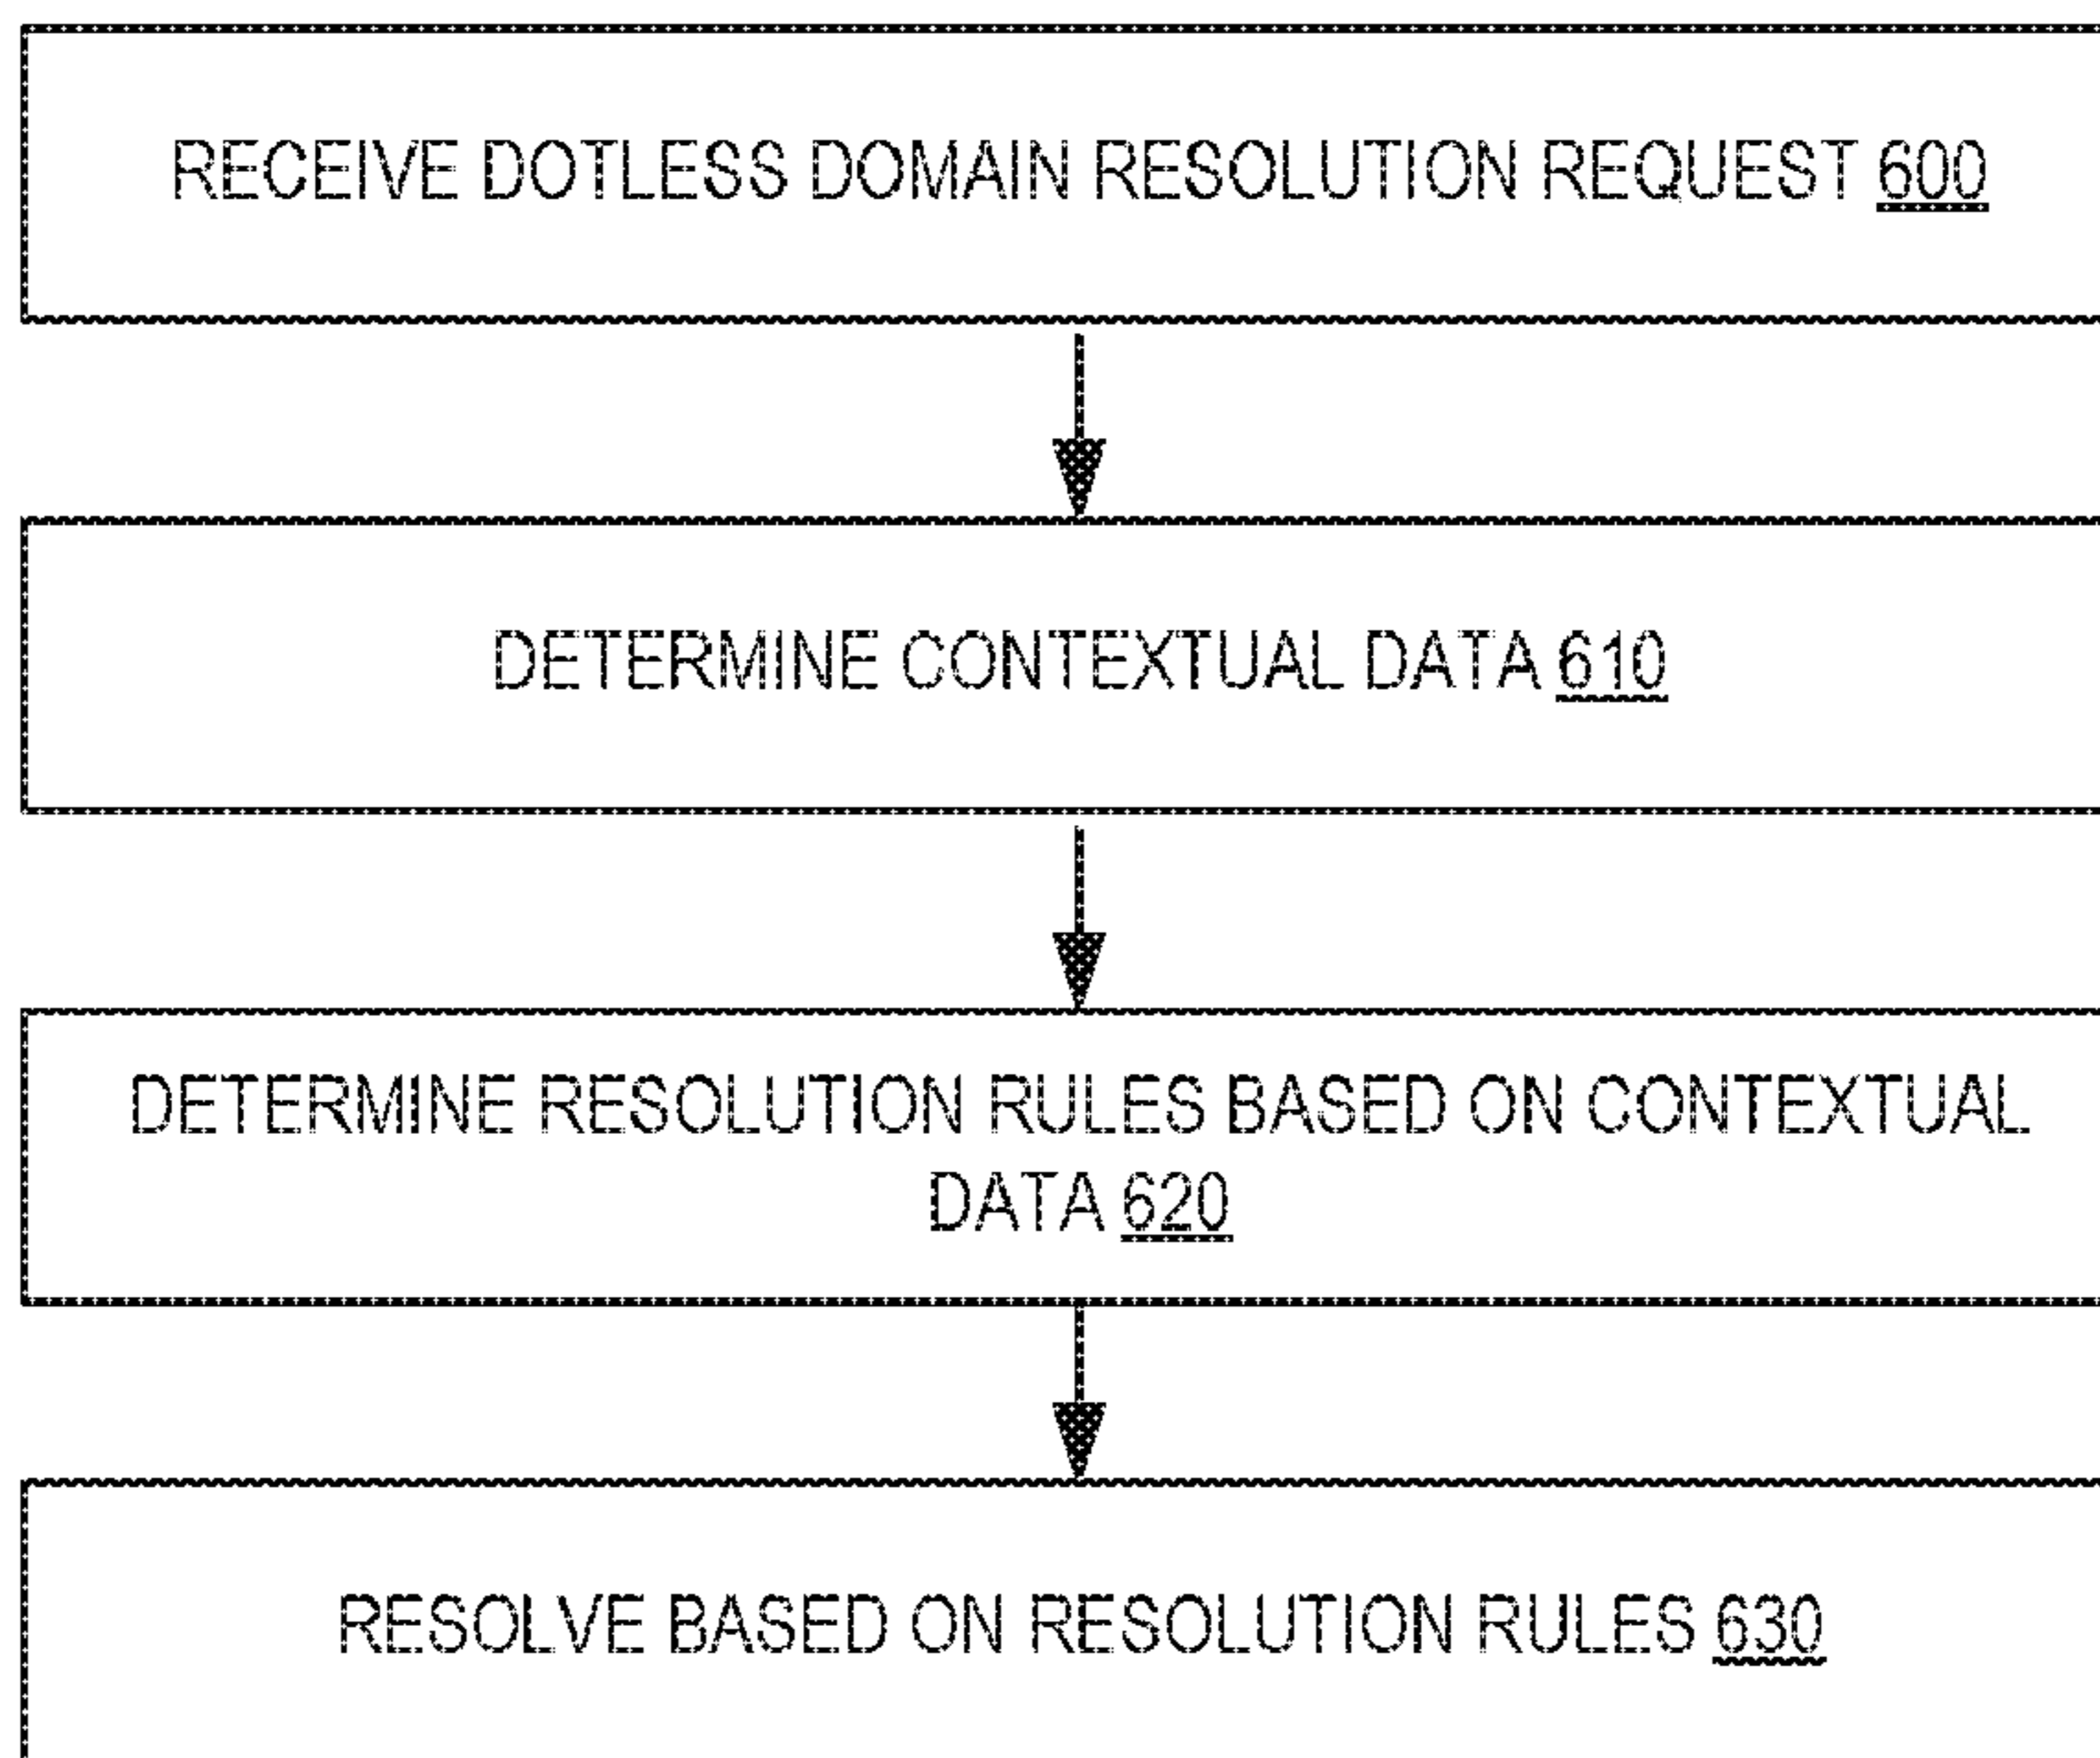 RECEIVE DOTLESS DOMAIN RESOLUTION REQUEST 600
DETERMINE CONTEXTUAL DATA 610
DETERMINE RESOLUTION RULES BASED ON CONTEXTUAL
DATA 620
RESOLVE BASED ON RESOLUTION RULES 630